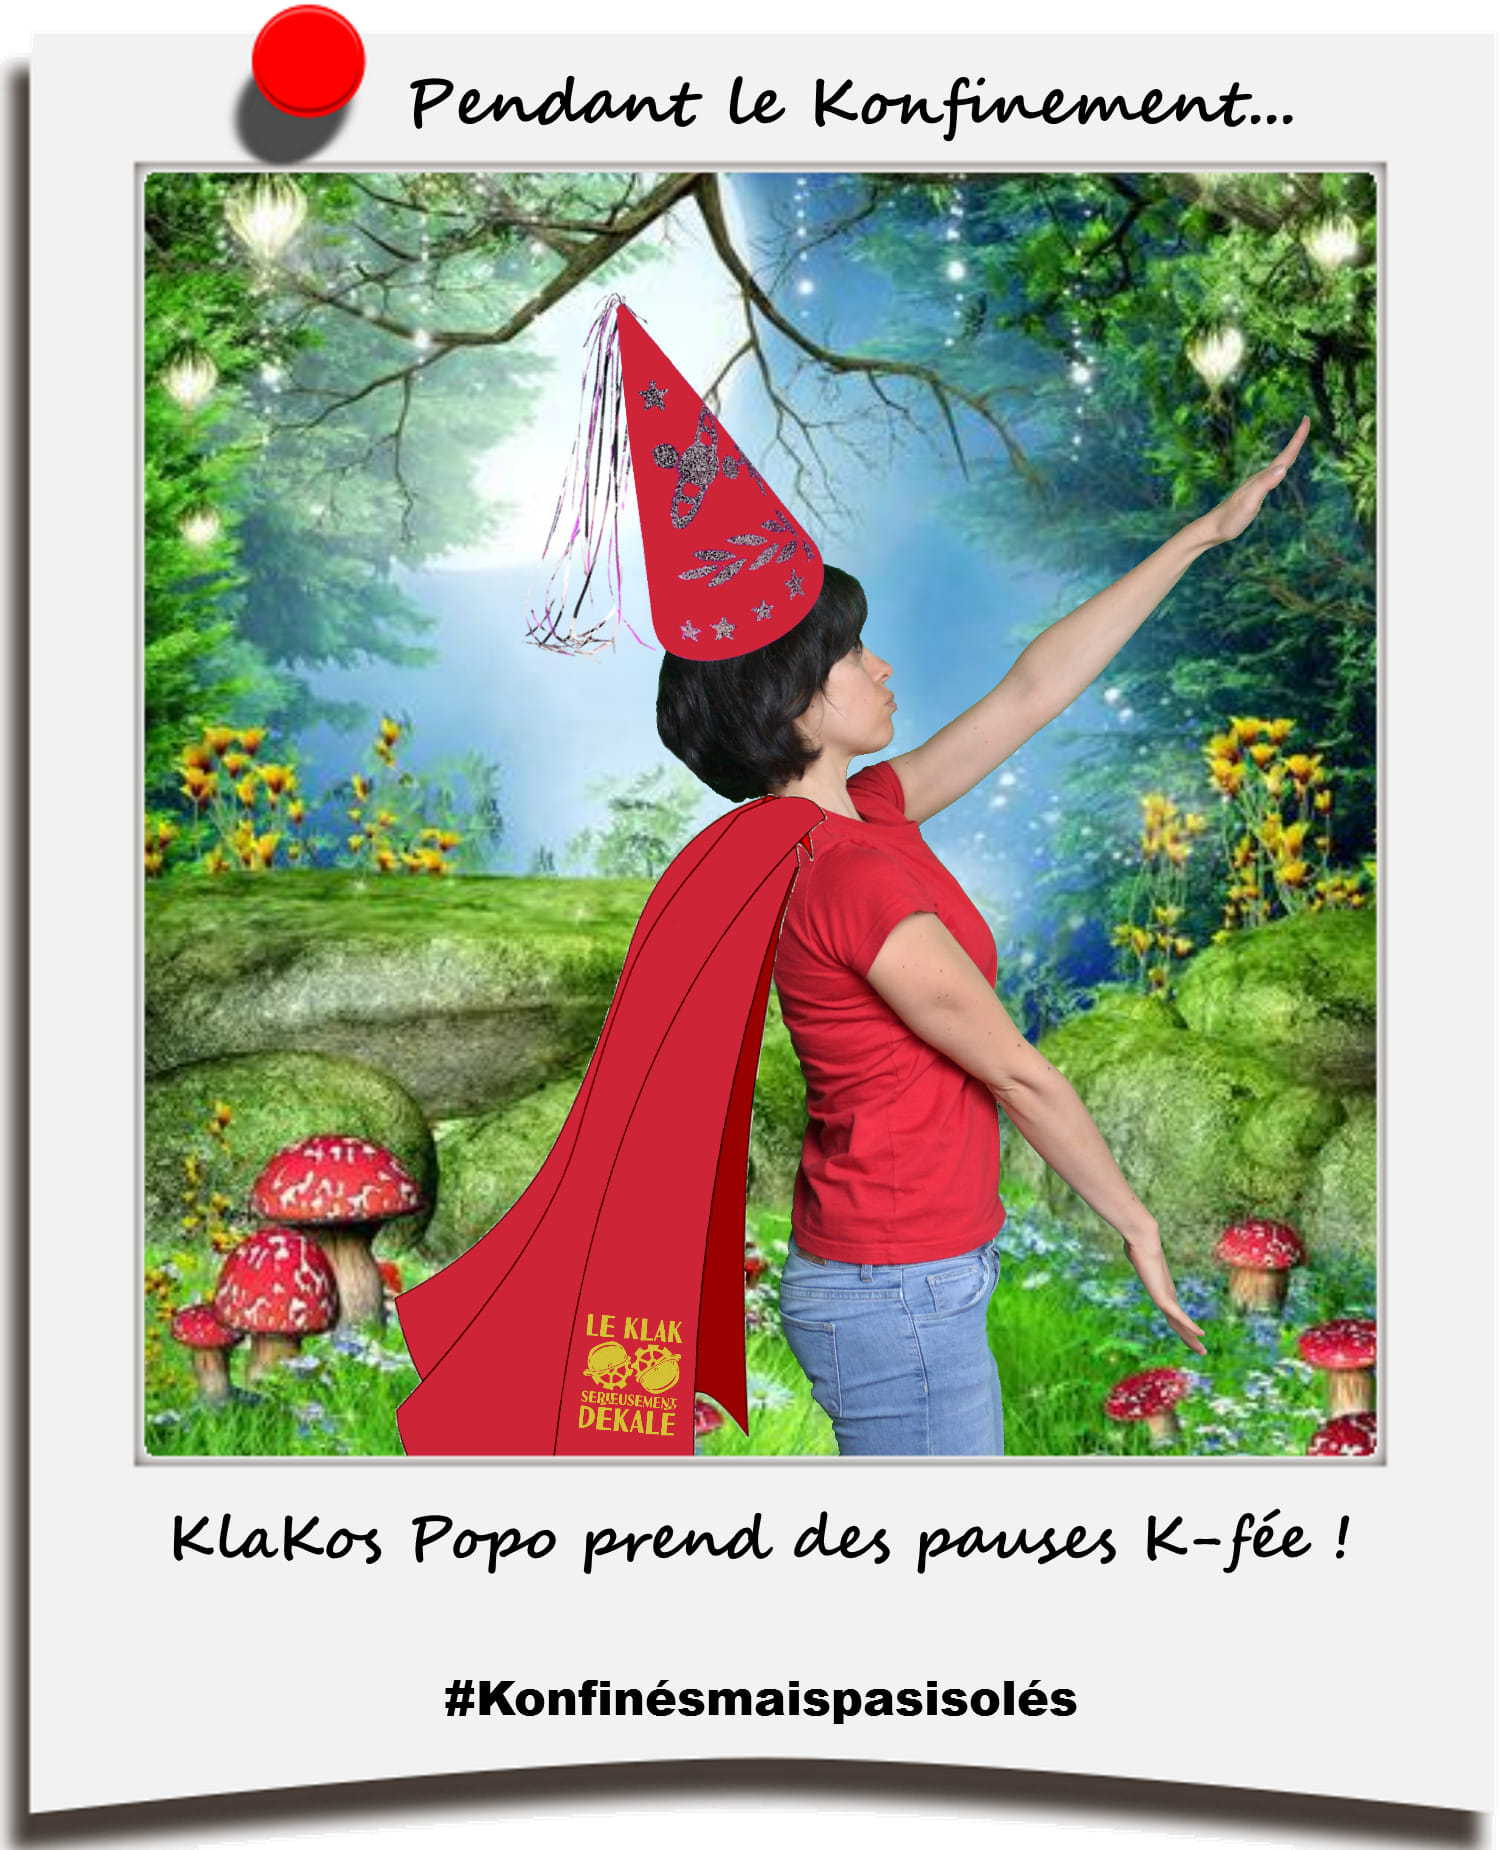 Pendant le Konfinement...
LE KLAK
SERIEUSEMENT
DEKALE
KlaKos Popo prend des pauses K-fée !
#Konfinésmaispasisolés